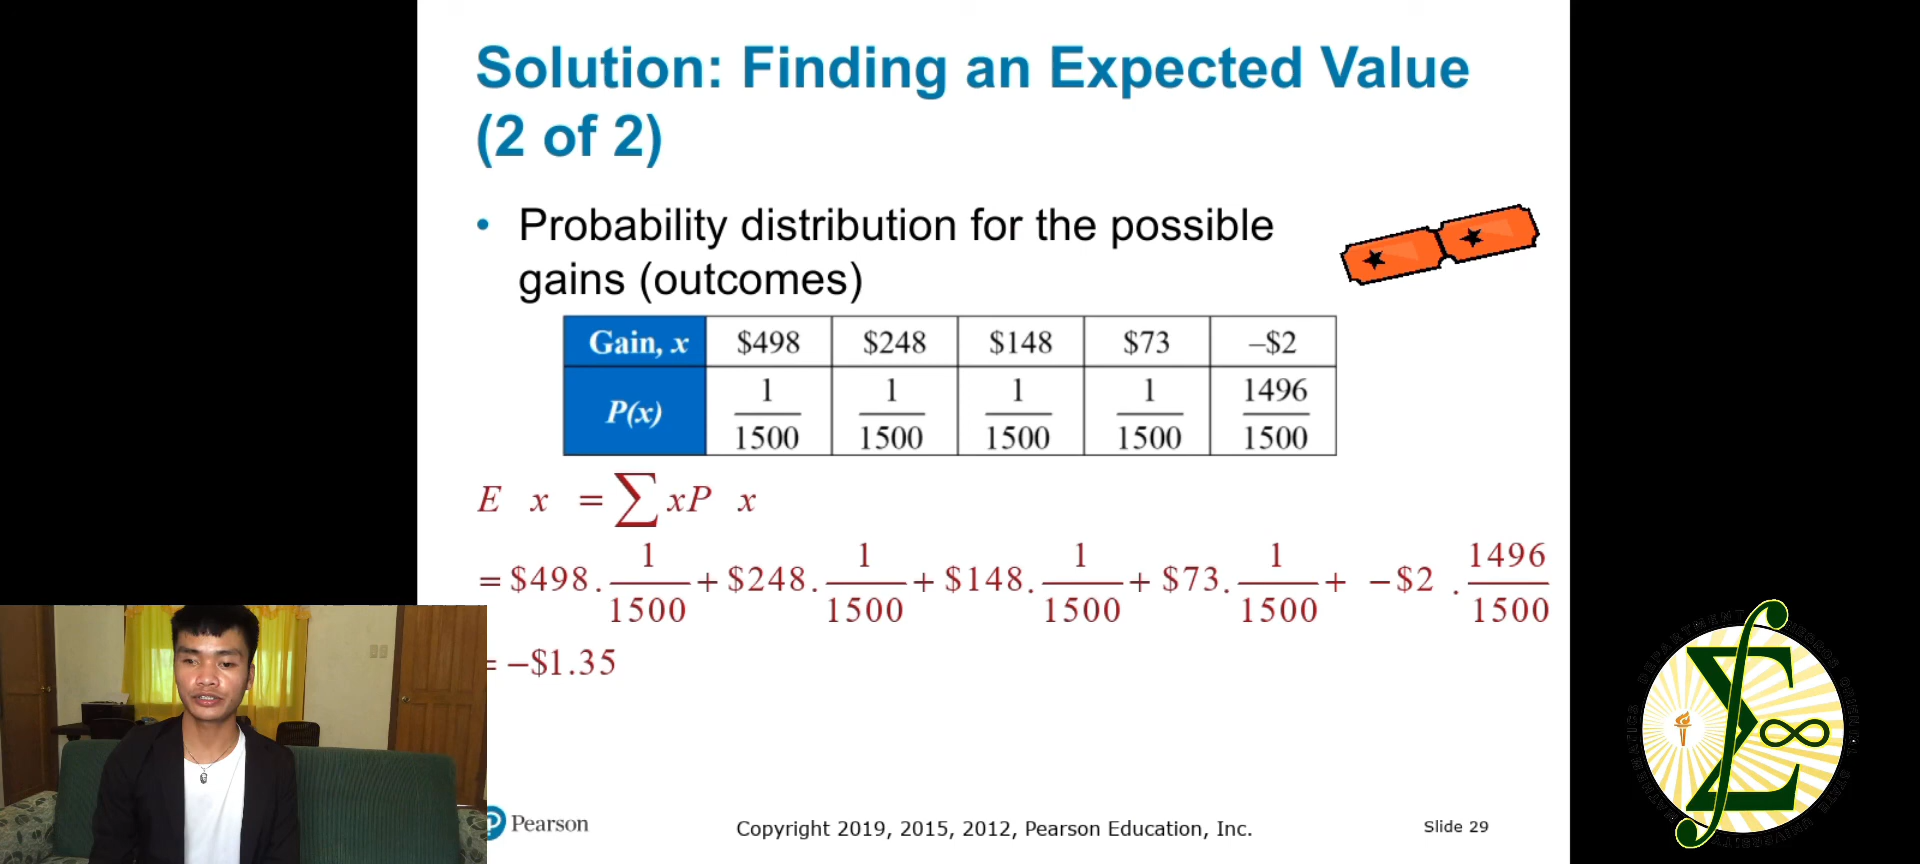 Solution: Finding an Expected Value
(2 of 2)
• Probability distribution for the possible
gains (outcomes)
Gain, x $498 $248 $148 $73 –$2
P(x) 1/1500 1/1500 1/1500 1/1500 1496/1500
E x = ∑ xP x
= $498. 1/1500 + $248. 1/1500 + $148. 1/1500 + $73. 1/1500 + –$2 . 1496/1500
= –$1.35
Pearson
Copyright 2019, 2015, 2012, Pearson Education, Inc.
Slide 29
∑ ∫ ∞